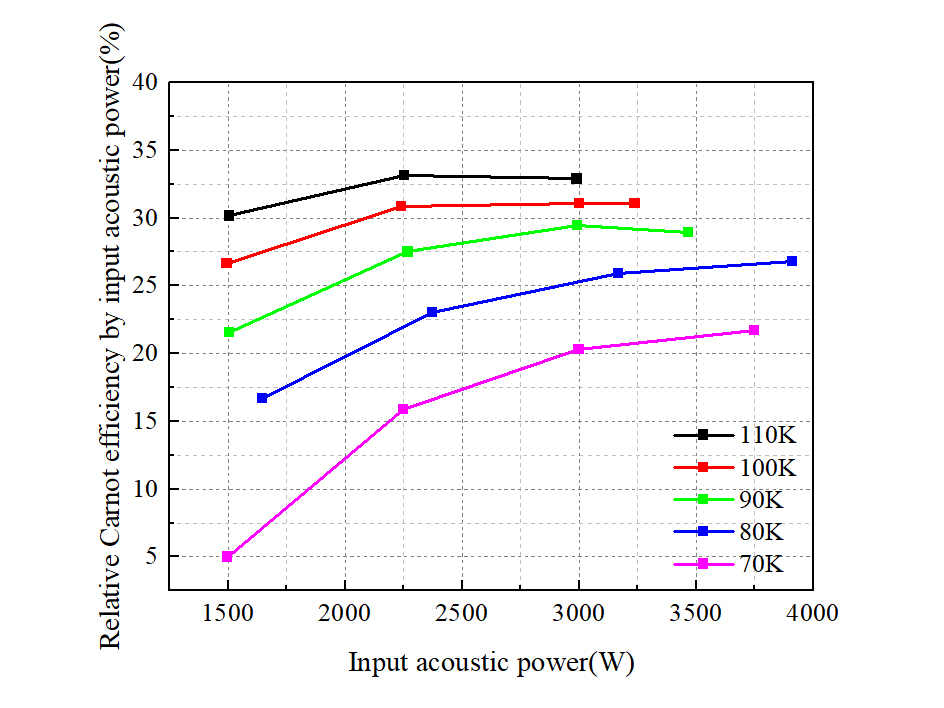 Relative Carnot efficiency by input acoustic power(%)
40
35
30
25
20
15
10
5
110K
100K
90K
80K
70K
1500 2000 2500 3000 3500 4000
Input acoustic power(W)